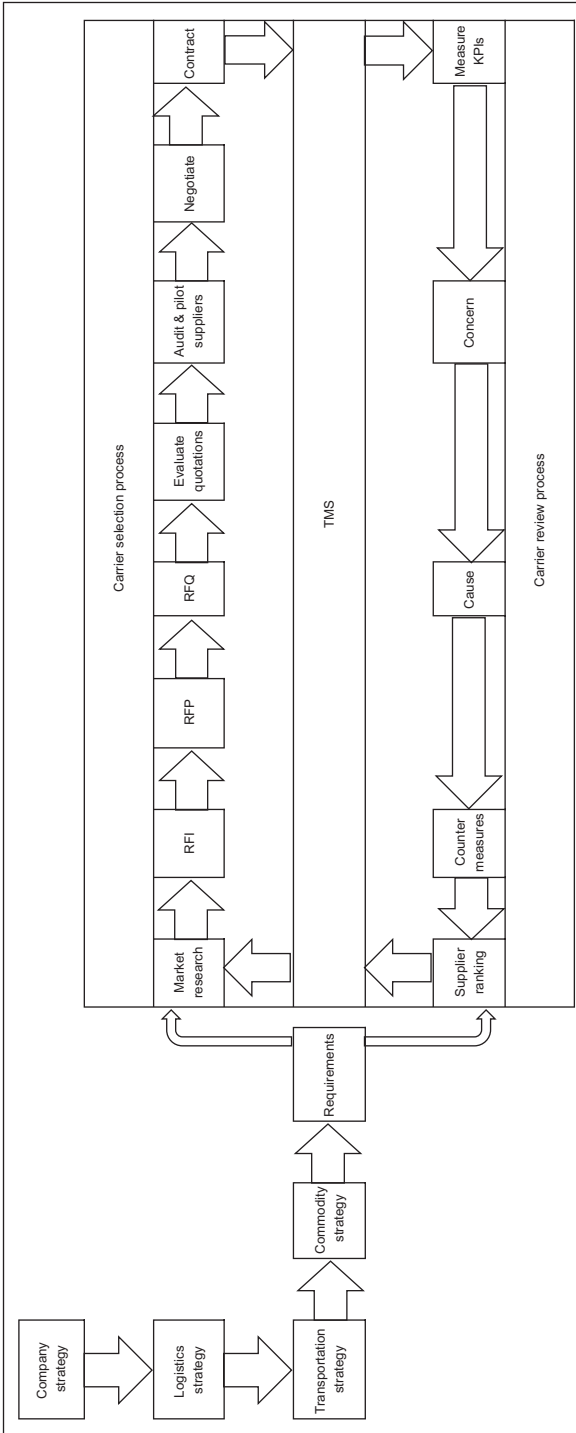 Company
strategy
Logistics
strategy
Transportation
strategy
Commodity
strategy
Requirements
Carrier selection process
Market
research
RFI
RFP
RFQ
Evaluate
quotations
Audit & pilot
suppliers
Negotiate
Contract
TMS
Measure
KPIs
Concern
Cause
Counter
measures
Supplier
ranking
Carrier review process